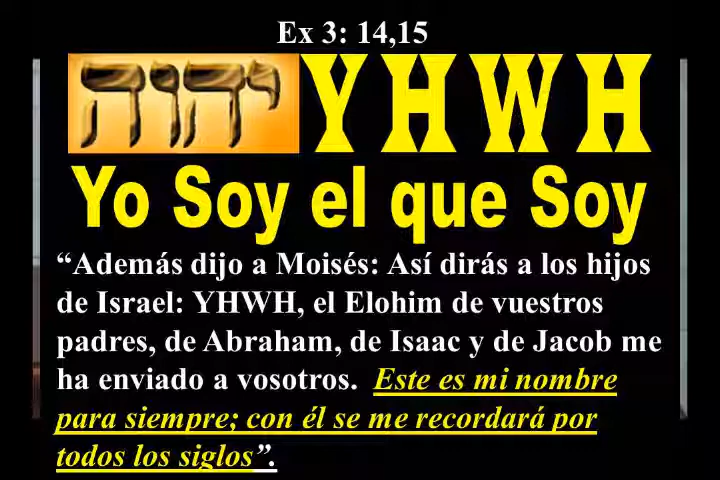 Ex 3: 14,15
יהוה YHWH
Yo Soy el que Soy
“Además dijo a Moisés: Así dirás a los hijos
de Israel: YHWH, el Elohim de vuestros
padres, de Abraham, de Isaac y de Jacob me
ha enviado a vosotros. Este es mi nombre
para siempre; con él se me recordará por
todos los siglos”.